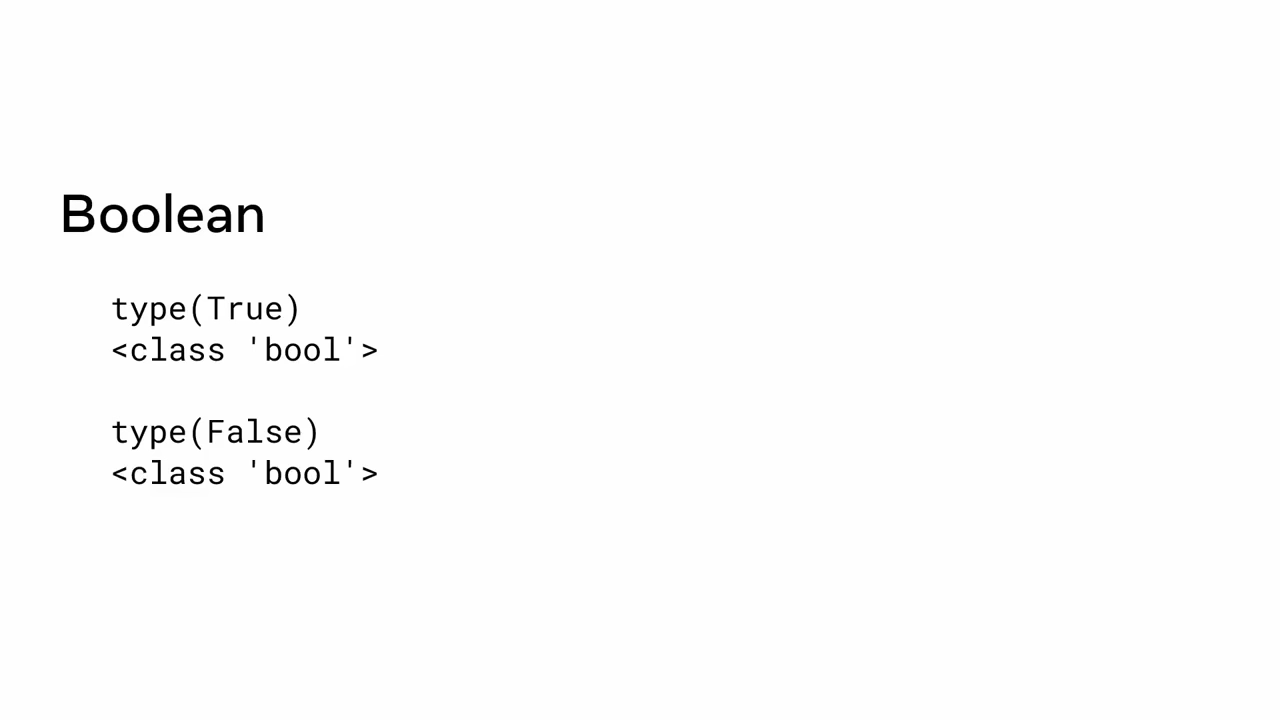 Boolean
type(True)
<class 'bool'>
type(False)
<class 'bool'>